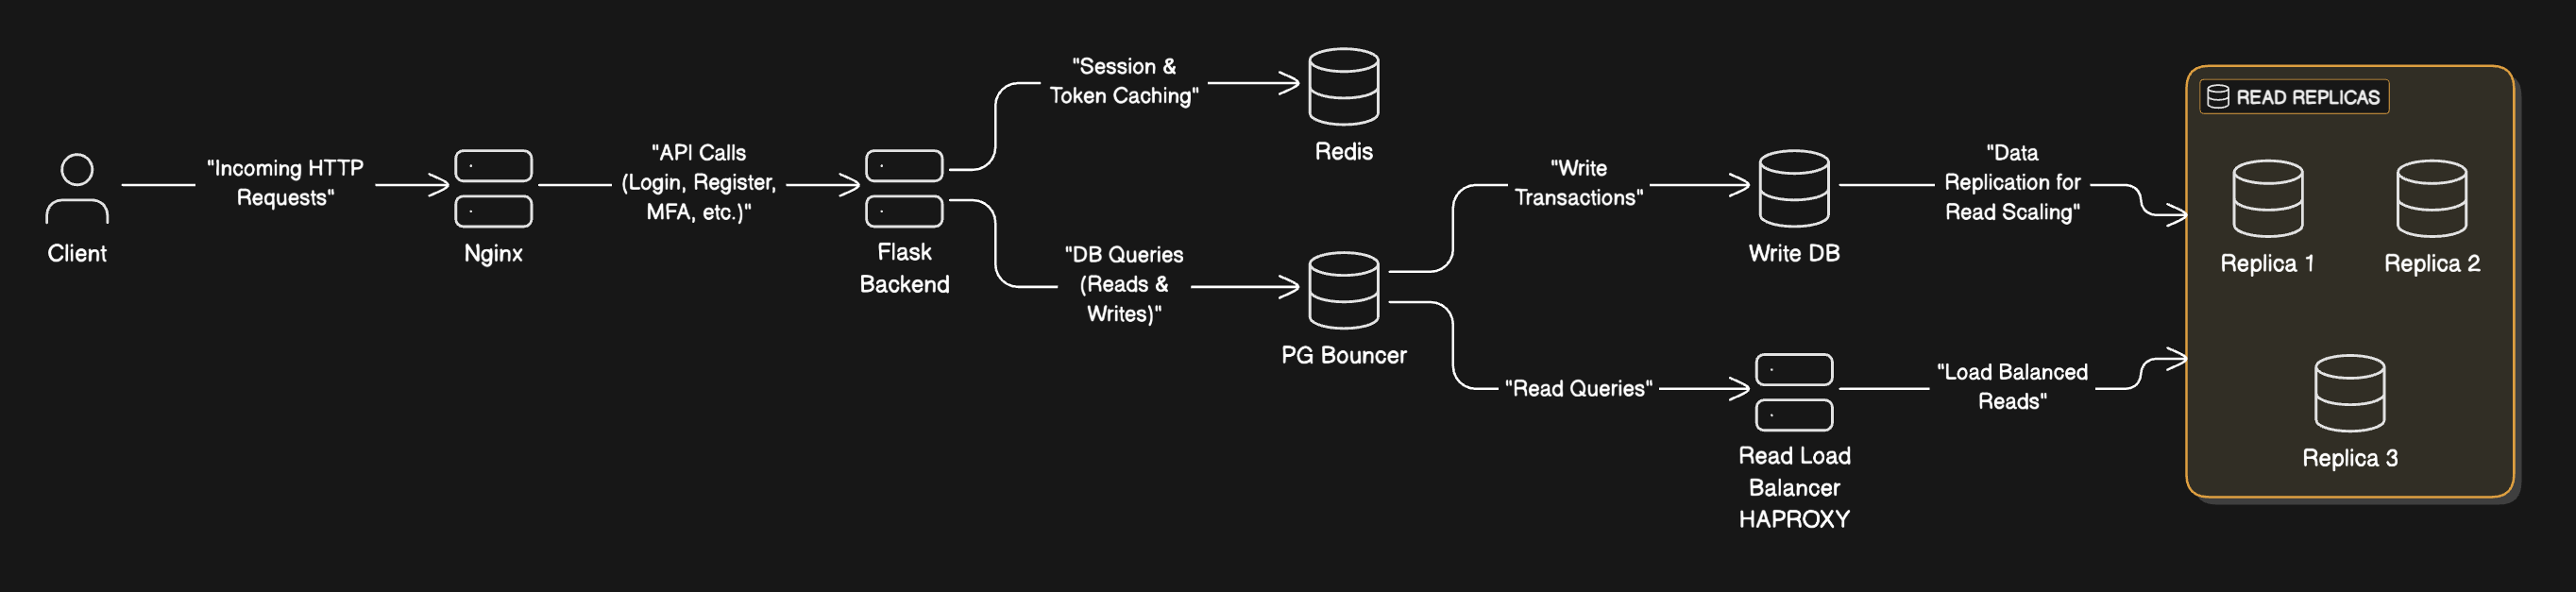 Client
"Incoming HTTP
Requests"
Nginx
"API Calls
(Login, Register,
MFA, etc.)"
Flask
Backend
"Session &
Token Caching"
Redis
"DB Queries
(Reads &
Writes)"
PG Bouncer
"Write
Transactions"
Write DB
"Data
Replication for
Read Scaling"
"Read Queries"
Read Load
Balancer
HAPROXY
"Load Balanced
Reads"
READ REPLICAS
Replica 1
Replica 2
Replica 3